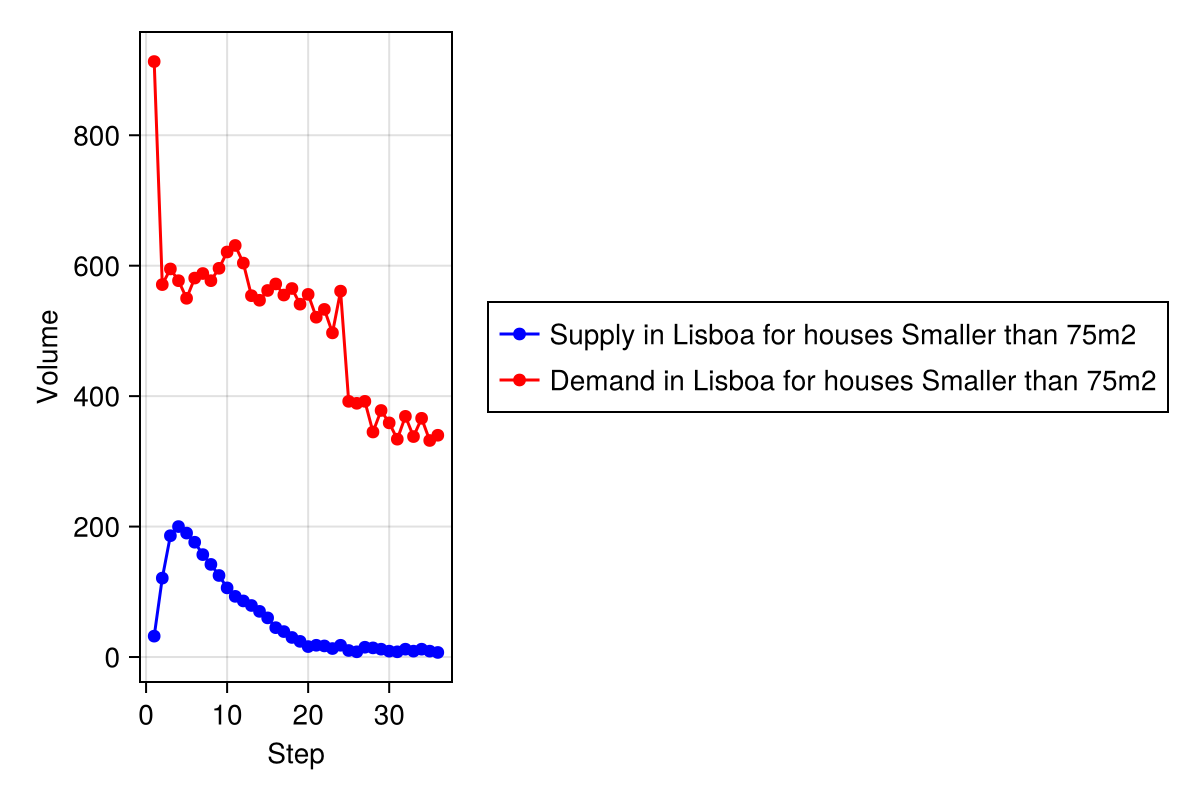 Volume
800
600
400
200
0
0 10 20 30
Step
Supply in Lisboa for houses Smaller than 75m2
Demand in Lisboa for houses Smaller than 75m2